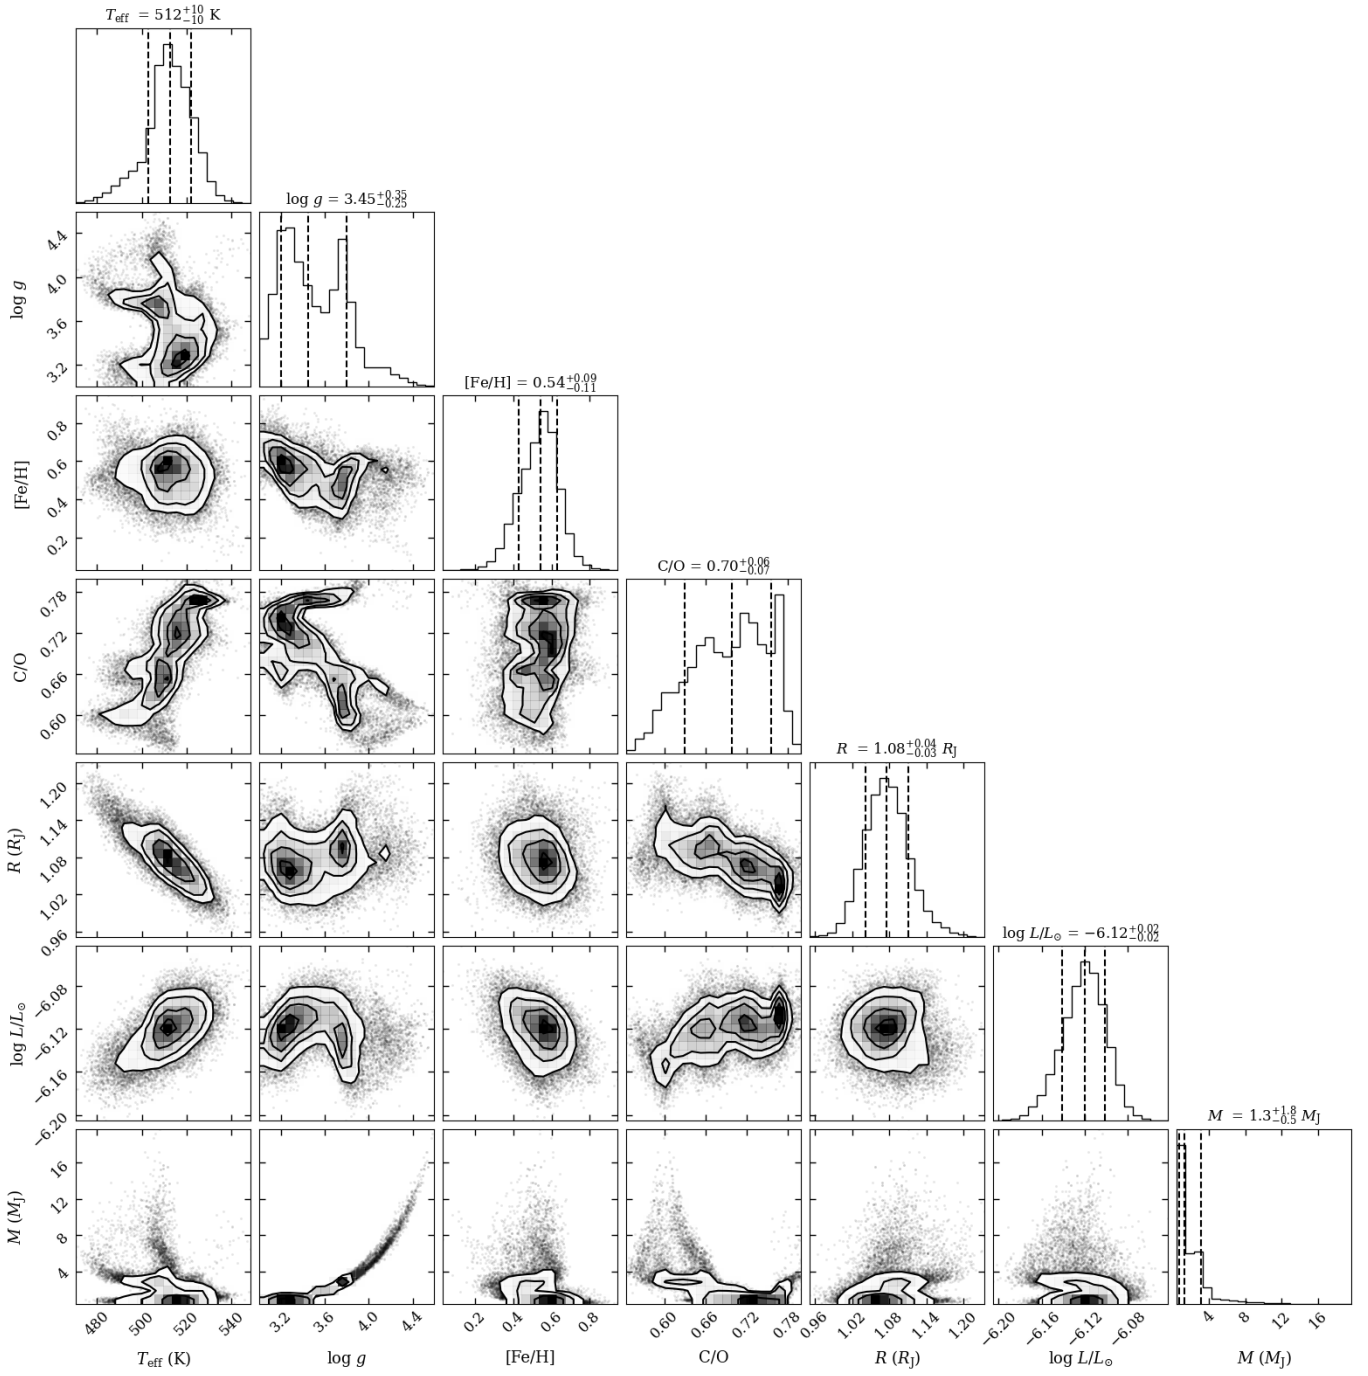 T_eff = 512 +10 −10 K
log g = 3.45 +0.35 −0.25
4.4
4.0
3.6
3.2
log g
[Fe/H] = 0.54 +0.09 −0.11
0.8
0.6
0.4
0.2
[Fe/H]
C/O = 0.70 +0.06 −0.07
0.78
0.72
0.66
0.60
C/O
R = 1.08 +0.04 −0.03 R_J
1.20
1.14
1.08
1.02
0.96
R (R_J)
log L/L⊙ = −6.12 +0.02 −0.02
−6.08
−6.12
−6.16
−6.20
log L/L⊙
M = 1.3 +1.8 −0.5 M_J
16
12
8
4
M (M_J)
480 500 520 540 3.2 3.6 4.0 4.4 0.2 0.4 0.6 0.8 0.60 0.66 0.72 0.78 0.96 1.02 1.08 1.14 1.20 −6.20 −6.16 −6.12 −6.08 4 8 12 16
T_eff (K) log g [Fe/H] C/O R (R_J) log L/L⊙ M (M_J)